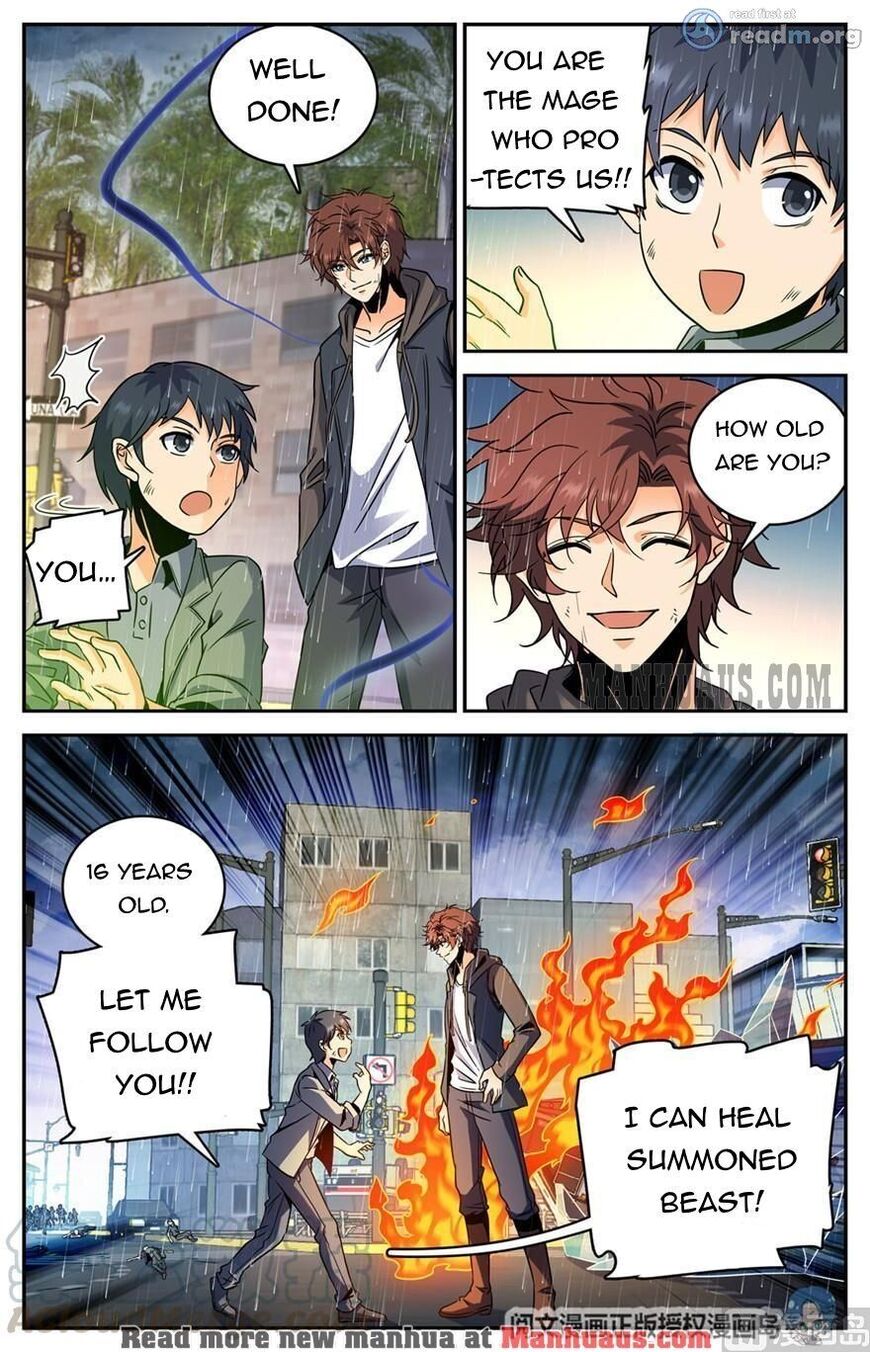 read first at
readm.org
WELL
DONE!
YOU...
YOU ARE
THE MAGE
WHO PRO
-TECTS US!!
HOW OLD
ARE YOU?
MANHUAUS.COM
UNA
16 YEARS
OLD.
LET ME
FOLLOW
YOU!!
I CAN HEAL
SUMMONED
BEAST!
阅文漫画正版授权漫画岛
Read more new manhua at Manhuaus.com